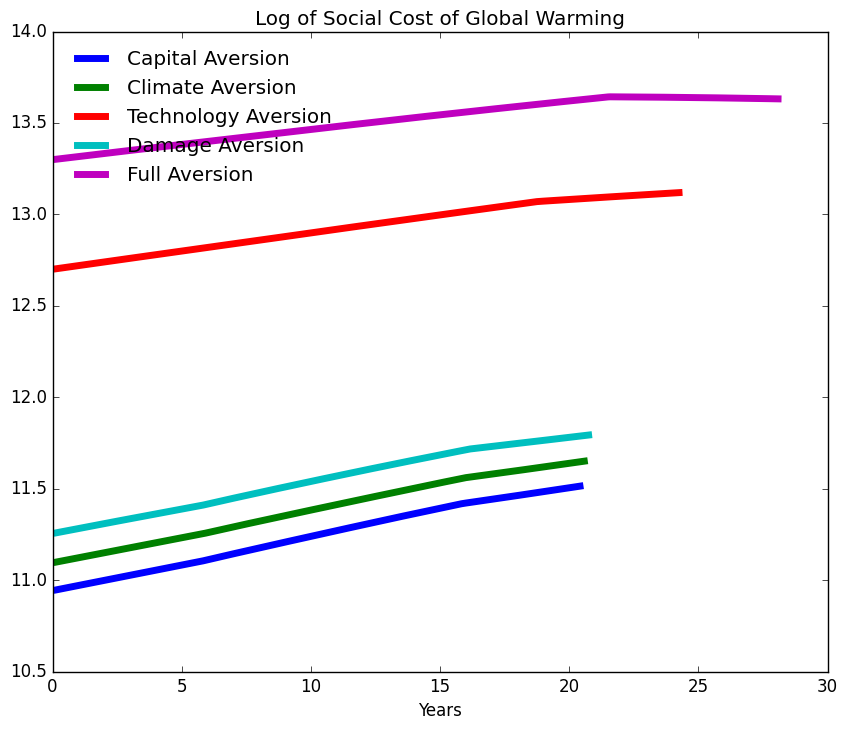 Log of Social Cost of Global Warming
14.0
13.5
13.0
12.5
12.0
11.5
11.0
10.5
Capital Aversion
Climate Aversion
Technology Aversion
Damage Aversion
Full Aversion
0 5 10 15 20 25 30
Years